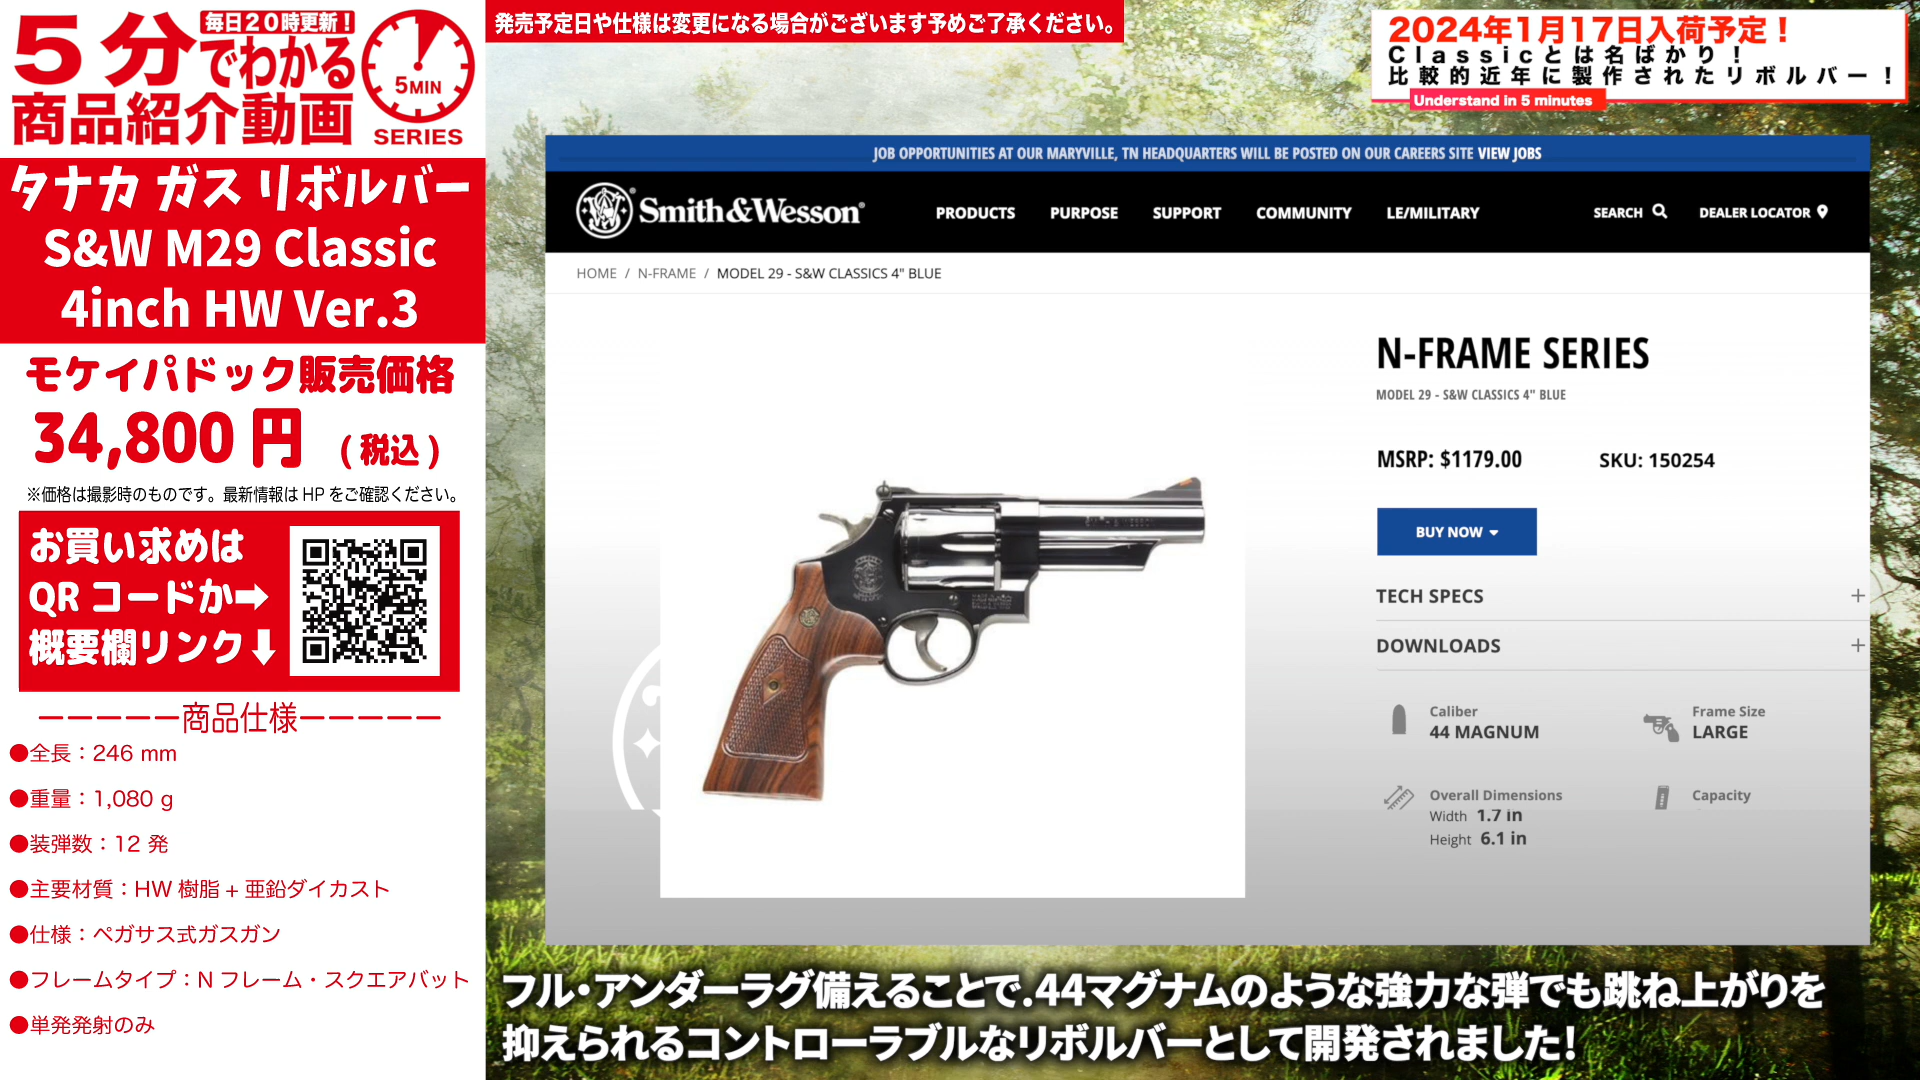 毎日20時更新！
5分でわかる
商品紹介動画
5MIN
SERIES
タナカ ガス リボルバー
S&W M29 Classic
4inch HW Ver.3
モケイパドック販売価格
34,800円 (税込)
※価格は撮影時のものです。最新情報はHPをご確認ください。
お買い求めは
QRコードか➡
概要欄リンク⬇
ーーーーー商品仕様ーーーーー
●全長：246 mm
●重量：1,080 g
●装弾数：12 発
●主要材質：HW 樹脂 + 亜鉛ダイカスト
●仕様：ペガサス式ガスガン
●フレームタイプ：N フレーム・スクエアバット
●単発発射のみ
発売予定日や仕様は変更になる場合がございます予めご了承ください。
2024年1月17日入荷予定！
Classicとは名ばかり！
比較的近年に製作されたリボルバー！
Understand in 5 minutes
JOB OPPORTUNITIES AT OUR MARYVILLE, TN HEADQUARTERS WILL BE POSTED ON OUR CAREERS SITE VIEW JOBS
Smith&Wesson®
PRODUCTS PURPOSE SUPPORT COMMUNITY LE/MILITARY SEARCH DEALER LOCATOR
HOME / N-FRAME / MODEL 29 - S&W CLASSICS 4" BLUE
N-FRAME SERIES
MODEL 29 - S&W CLASSICS 4" BLUE
MSRP: $1179.00 SKU: 150254
BUY NOW
TECH SPECS +
DOWNLOADS +
Caliber
44 MAGNUM
Frame Size
LARGE
Overall Dimensions
Width 1.7 in
Height 6.1 in
Capacity
フル・アンダーラグ備えることで.44マグナムのような強力な弾でも跳ね上がりを
抑えられるコントローラブルなリボルバーとして開発されました！